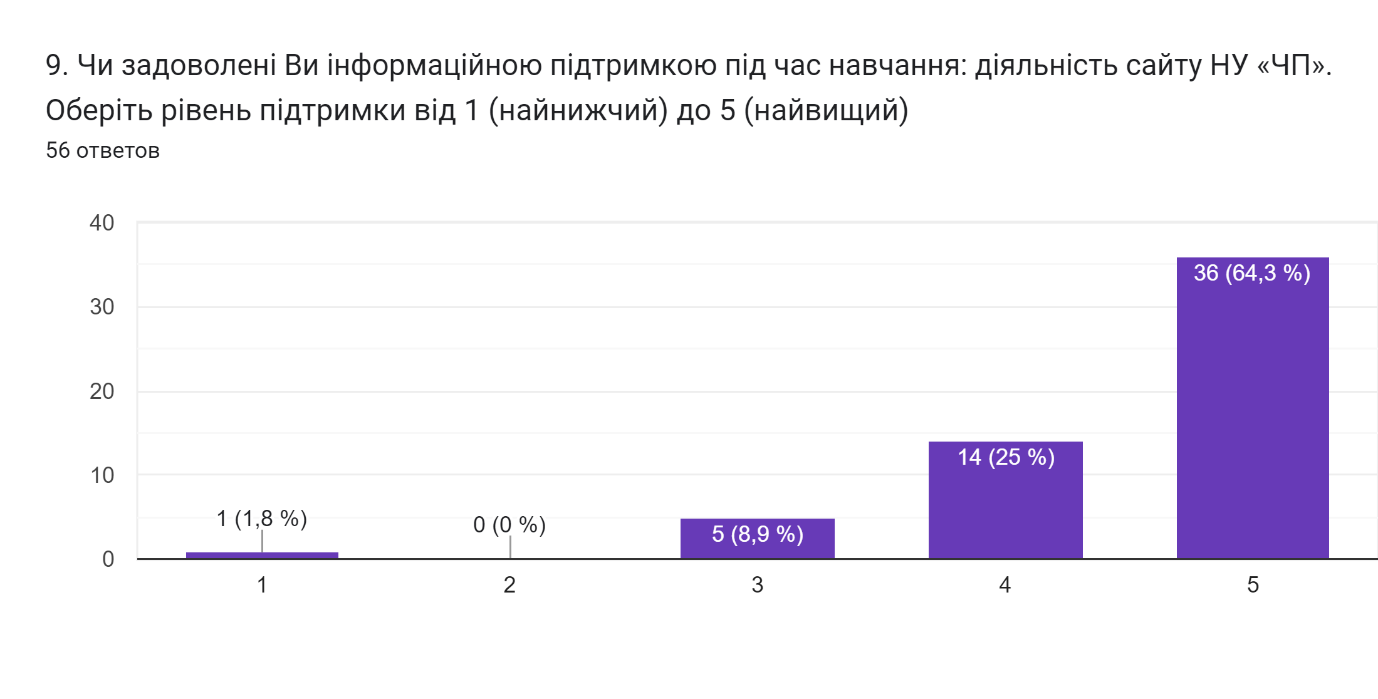 9. Чи задоволені Ви інформаційною підтримкою під час навчання: діяльність сайту НУ «ЧП».
Оберіть рівень підтримки від 1 (найнижчий) до 5 (найвищий)
56 ответов
40
30
20
10
0
1 (1,8 %)
0 (0 %)
5 (8,9 %)
14 (25 %)
36 (64,3 %)
1
2
3
4
5